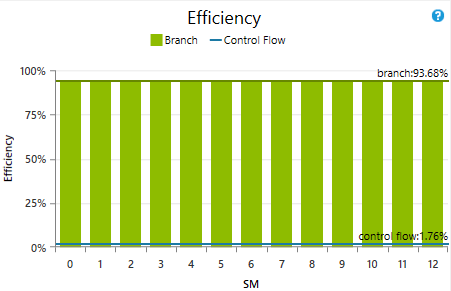 Efficiency
?
Branch Control Flow
branch:93.68%
100%
75%
50%
25%
0%
Efficiency
control flow:1.76%
0 1 2 3 4 5 6 7 8 9 10 11 12
SM